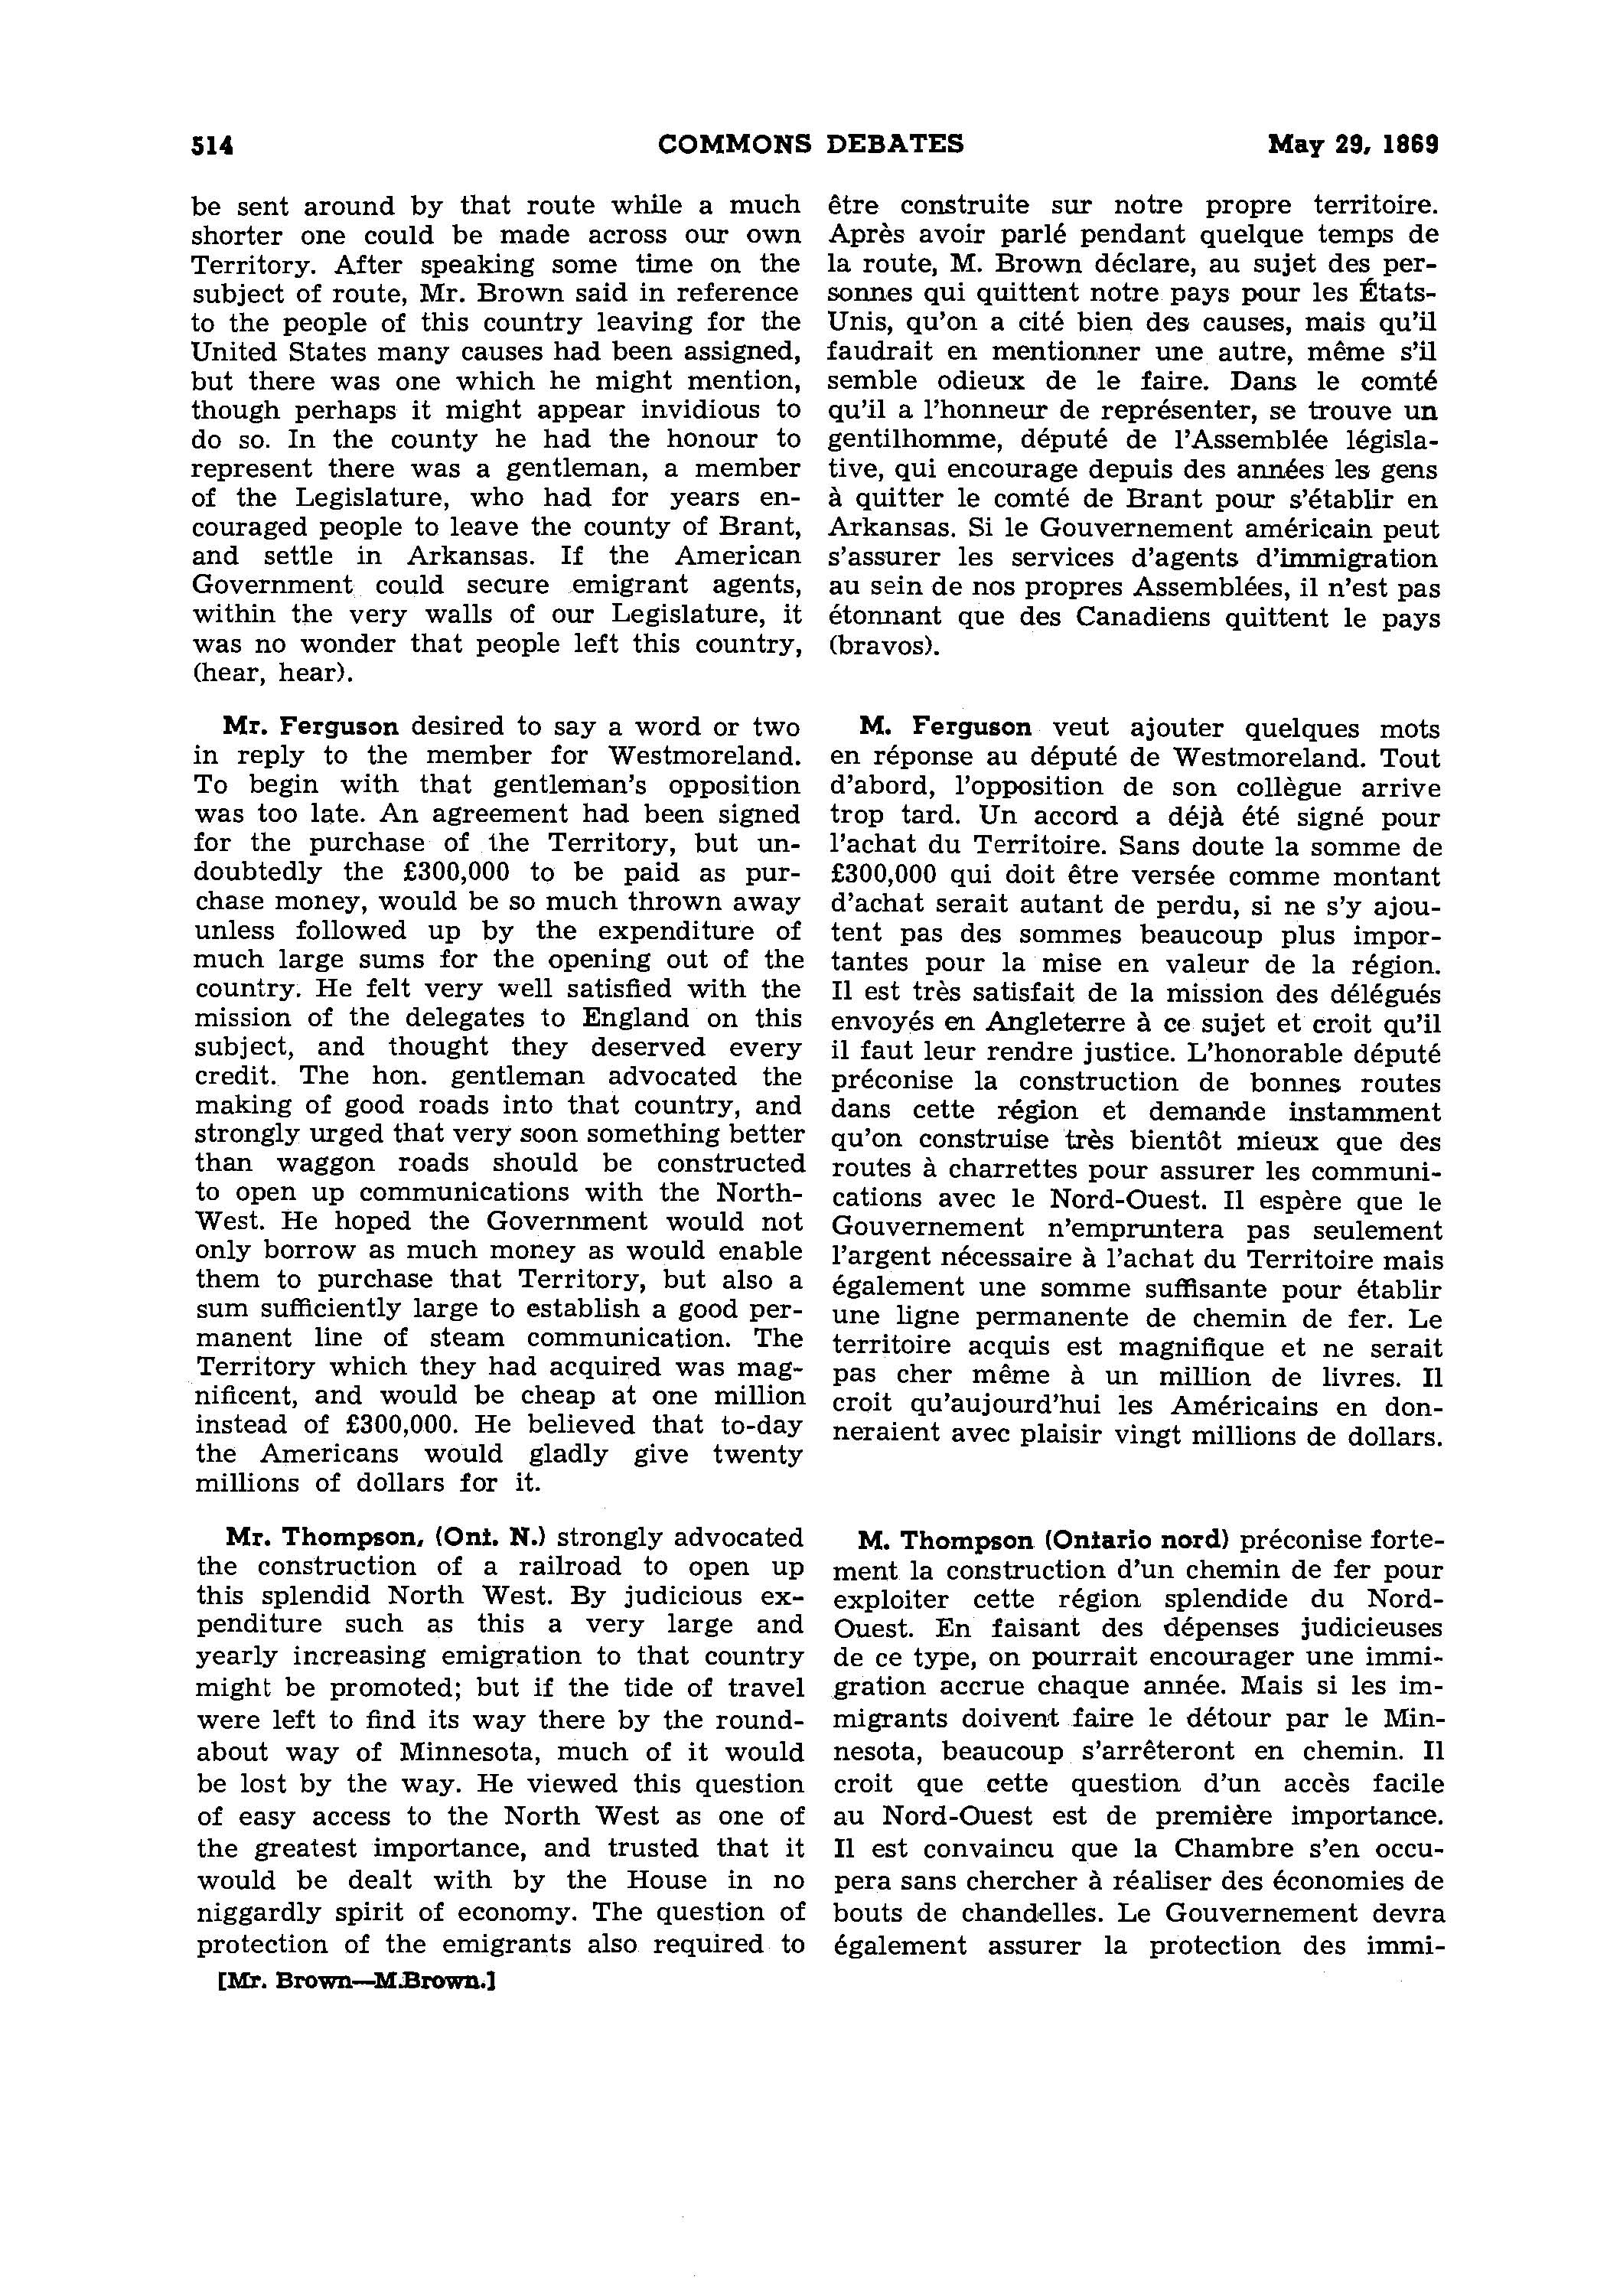 514 COMMONS DEBATES May 29, 1869
be sent around by that route while a much
shorter one could be made across our own
Territory. After speaking some time on the
subject of route, Mr. Brown said in reference
to the people of this country leaving for the
United States many causes had been assigned,
but there was one which he might mention,
though perhaps it might appear invidious to
do so. In the county he had the honour to
represent there was a gentleman, a member
of the Legislature, who had for years en-
couraged people to leave the county of Brant,
and settle in Arkansas. If the American
Government could secure emigrant agents,
within the very walls of our Legislature, it
was no wonder that people left this country,
(hear, hear).
Mr. Ferguson desired to say a word or two
in reply to the member for Westmoreland.
To begin with that gentleman's opposition
was too late. An agreement had been signed
for the purchase of the Territory, but un-
doubtedly the £300,000 to be paid as pur-
chase money, would be so much thrown away
unless followed up by the expenditure of
much large sums for the opening out of the
country. He felt very well satisfied with the
mission of the delegates to England on this
subject, and thought they deserved every
credit. The hon. gentleman advocated the
making of good roads into that country, and
strongly urged that very soon something better
than waggon roads should be constructed
to open up communications with the North-
West. He hoped the Government would not
only borrow as much money as would enable
them to purchase that Territory, but also a
sum sufficiently large to establish a good per-
manent line of steam communication. The
Territory which they had acquired was mag-
nificent, and would be cheap at one million
instead of £300,000. He believed that to-day
the Americans would gladly give twenty
millions of dollars for it.
Mr. Thompson, (Ont. N.) strongly advocated
the construction of a railroad to open up
this splendid North West. By judicious ex-
penditure such as this a very large and
yearly increasing emigration to that country
might be promoted; but if the tide of travel
were left to find its way there by the round-
about way of Minnesota, much of it would
be lost by the way. He viewed this question
of easy access to the North West as one of
the greatest importance, and trusted that it
would be dealt with by the House in no
niggardly spirit of economy. The question of
protection of the emigrants also required to
[Mr. Brown—M.Brown.]
être construite sur notre propre territoire.
Après avoir parlé pendant quelque temps de
la route, M. Brown déclare, au sujet des per-
sonnes qui quittent notre pays pour les États-
Unis, qu'on a cité bien des causes, mais qu'il
faudrait en mentionner une autre, même s'il
semble odieux de le faire. Dans le comté
qu'il a l'honneur de représenter, se trouve un
gentilhomme, député de l'Assemblée législa-
tive, qui encourage depuis des années les gens
à quitter le comté de Brant pour s'établir en
Arkansas. Si le Gouvernement américain peut
s'assurer les services d'agents d'immigration
au sein de nos propres Assemblées, il n'est pas
étonnant que des Canadiens quittent le pays
(bravos).
M. Ferguson veut ajouter quelques mots
en réponse au député de Westmoreland. Tout
d'abord, l'opposition de son collègue arrive
trop tard. Un accord a déjà été signé pour
l'achat du Territoire. Sans doute la somme de
£300,000 qui doit être versée comme montant
d'achat serait autant de perdu, si ne s'y ajou-
tent pas des sommes beaucoup plus impor-
tantes pour la mise en valeur de la région.
Il est très satisfait de la mission des délégués
envoyés en Angleterre à ce sujet et croit qu'il
il faut leur rendre justice. L'honorable député
préconise la construction de bonnes routes
dans cette région et demande instamment
qu'on construise très bientôt mieux que des
routes à charrettes pour assurer les communi-
cations avec le Nord-Ouest. Il espère que le
Gouvernement n'empruntera pas seulement
l'argent nécessaire à l'achat du Territoire mais
également une somme suffisante pour établir
une ligne permanente de chemin de fer. Le
territoire acquis est magnifique et ne serait
pas cher même à un million de livres. Il
croit qu'aujourd'hui les Américains en don-
neraient avec plaisir vingt millions de dollars.
M. Thompson (Ontario nord) préconise forte-
ment la construction d'un chemin de fer pour
exploiter cette région splendide du Nord-
Ouest. En faisant des dépenses judicieuses
de ce type, on pourrait encourager une immi-
gration accrue chaque année. Mais si les im-
migrants doivent faire le détour par le Min-
nesota, beaucoup s'arrêteront en chemin. Il
croit que cette question d'un accès facile
au Nord-Ouest est de première importance.
Il est convaincu que la Chambre s'en occu-
pera sans chercher à réaliser des économies de
bouts de chandelles. Le Gouvernement devra
également assurer la protection des immi-